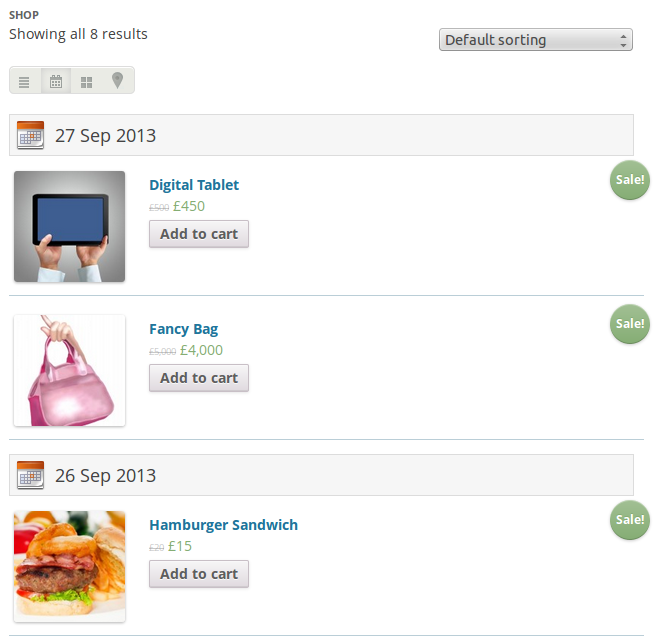 SHOP
Showing all 8 results
Default sorting
27 Sep 2013
Digital Tablet
Sale!
£500 £450
Add to cart
Fancy Bag
Sale!
£5,000 £4,000
Add to cart
26 Sep 2013
Hamburger Sandwich
Sale!
£20 £15
Add to cart